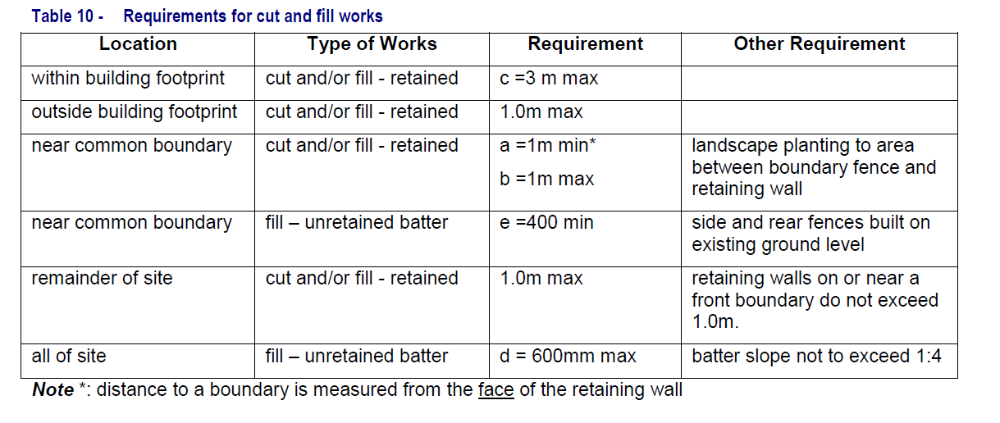 Table 10 - Requirements for cut and fill works
Location Type of Works Requirement Other Requirement
within building footprint cut and/or fill - retained c =3 m max
outside building footprint cut and/or fill - retained 1.0m max
near common boundary cut and/or fill - retained a =1m min* landscape planting to area
between boundary fence and
b =1m max
retaining wall
near common boundary fill – unretained batter e =400 min side and rear fences built on
existing ground level
remainder of site cut and/or fill - retained 1.0m max retaining walls on or near a
front boundary do not exceed
1.0m.
all of site fill – unretained batter d = 600mm max batter slope not to exceed 1:4
Note *: distance to a boundary is measured from the face of the retaining wall